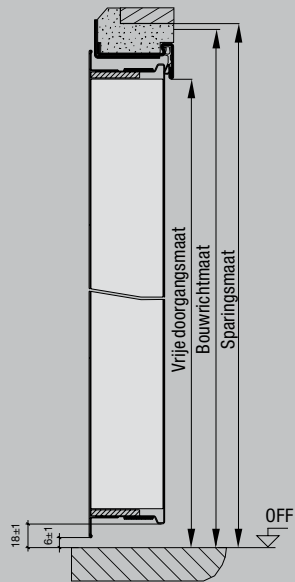 Vrije doorgangsmaat
Bouwrichtmaat
Sparingsmaat
18±1
6±1
OFF